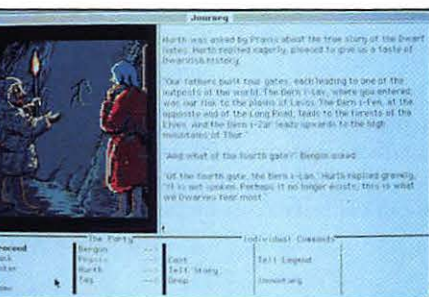 Journey
Hurth was asked by Praxis about the true story of the Dwarf
Gates. Hurth replied eagerly, pleased to give us a taste of
Dwarvish history.
"Our fathers built four gates, each leading to one of the
outposts of the world. The Dern i-Lav, where you entered,
was our link to the plains of Lavos. The Dern i-Fen, at the
opposite end of the Long Road, leads to the forests of the
Elves. And the Dern i-Zar leads upwards to the high
mountains of Thor."
"And what of the fourth gate?" Bergon asked.
"Of the fourth gate, the Dern i-Lan," Hurth replied gravely,
"it is not spoken. Perhaps it no longer exists; this is what
we Dwarves fear most."
The Party
Individual Commands
Proceed
Bergon
Praxis
Cast
Tell Legend
Hurth
Tell Story
Tag
Drop
Inventory